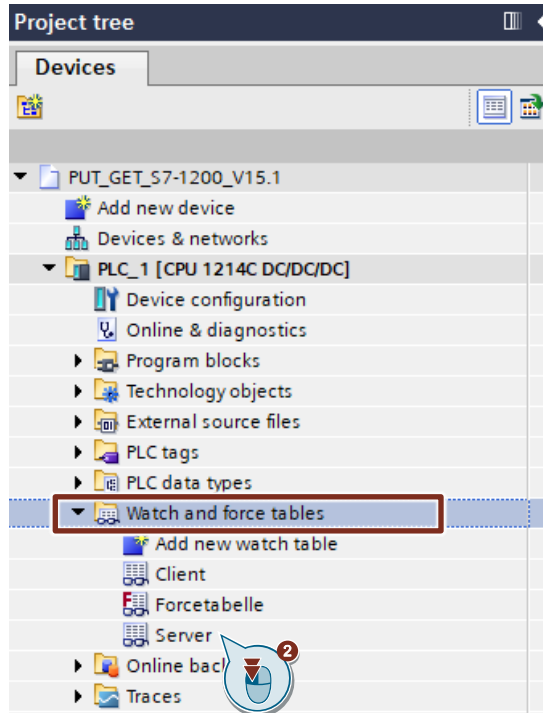 Project tree
Devices
PUT_GET_S7-1200_V15.1
Add new device
Devices & networks
PLC_1 [CPU 1214C DC/DC/DC]
Device configuration
Online & diagnostics
Program blocks
Technology objects
External source files
PLC tags
PLC data types
Watch and force tables
Add new watch table
Client
Forcetabelle
Server
2
Online
Traces